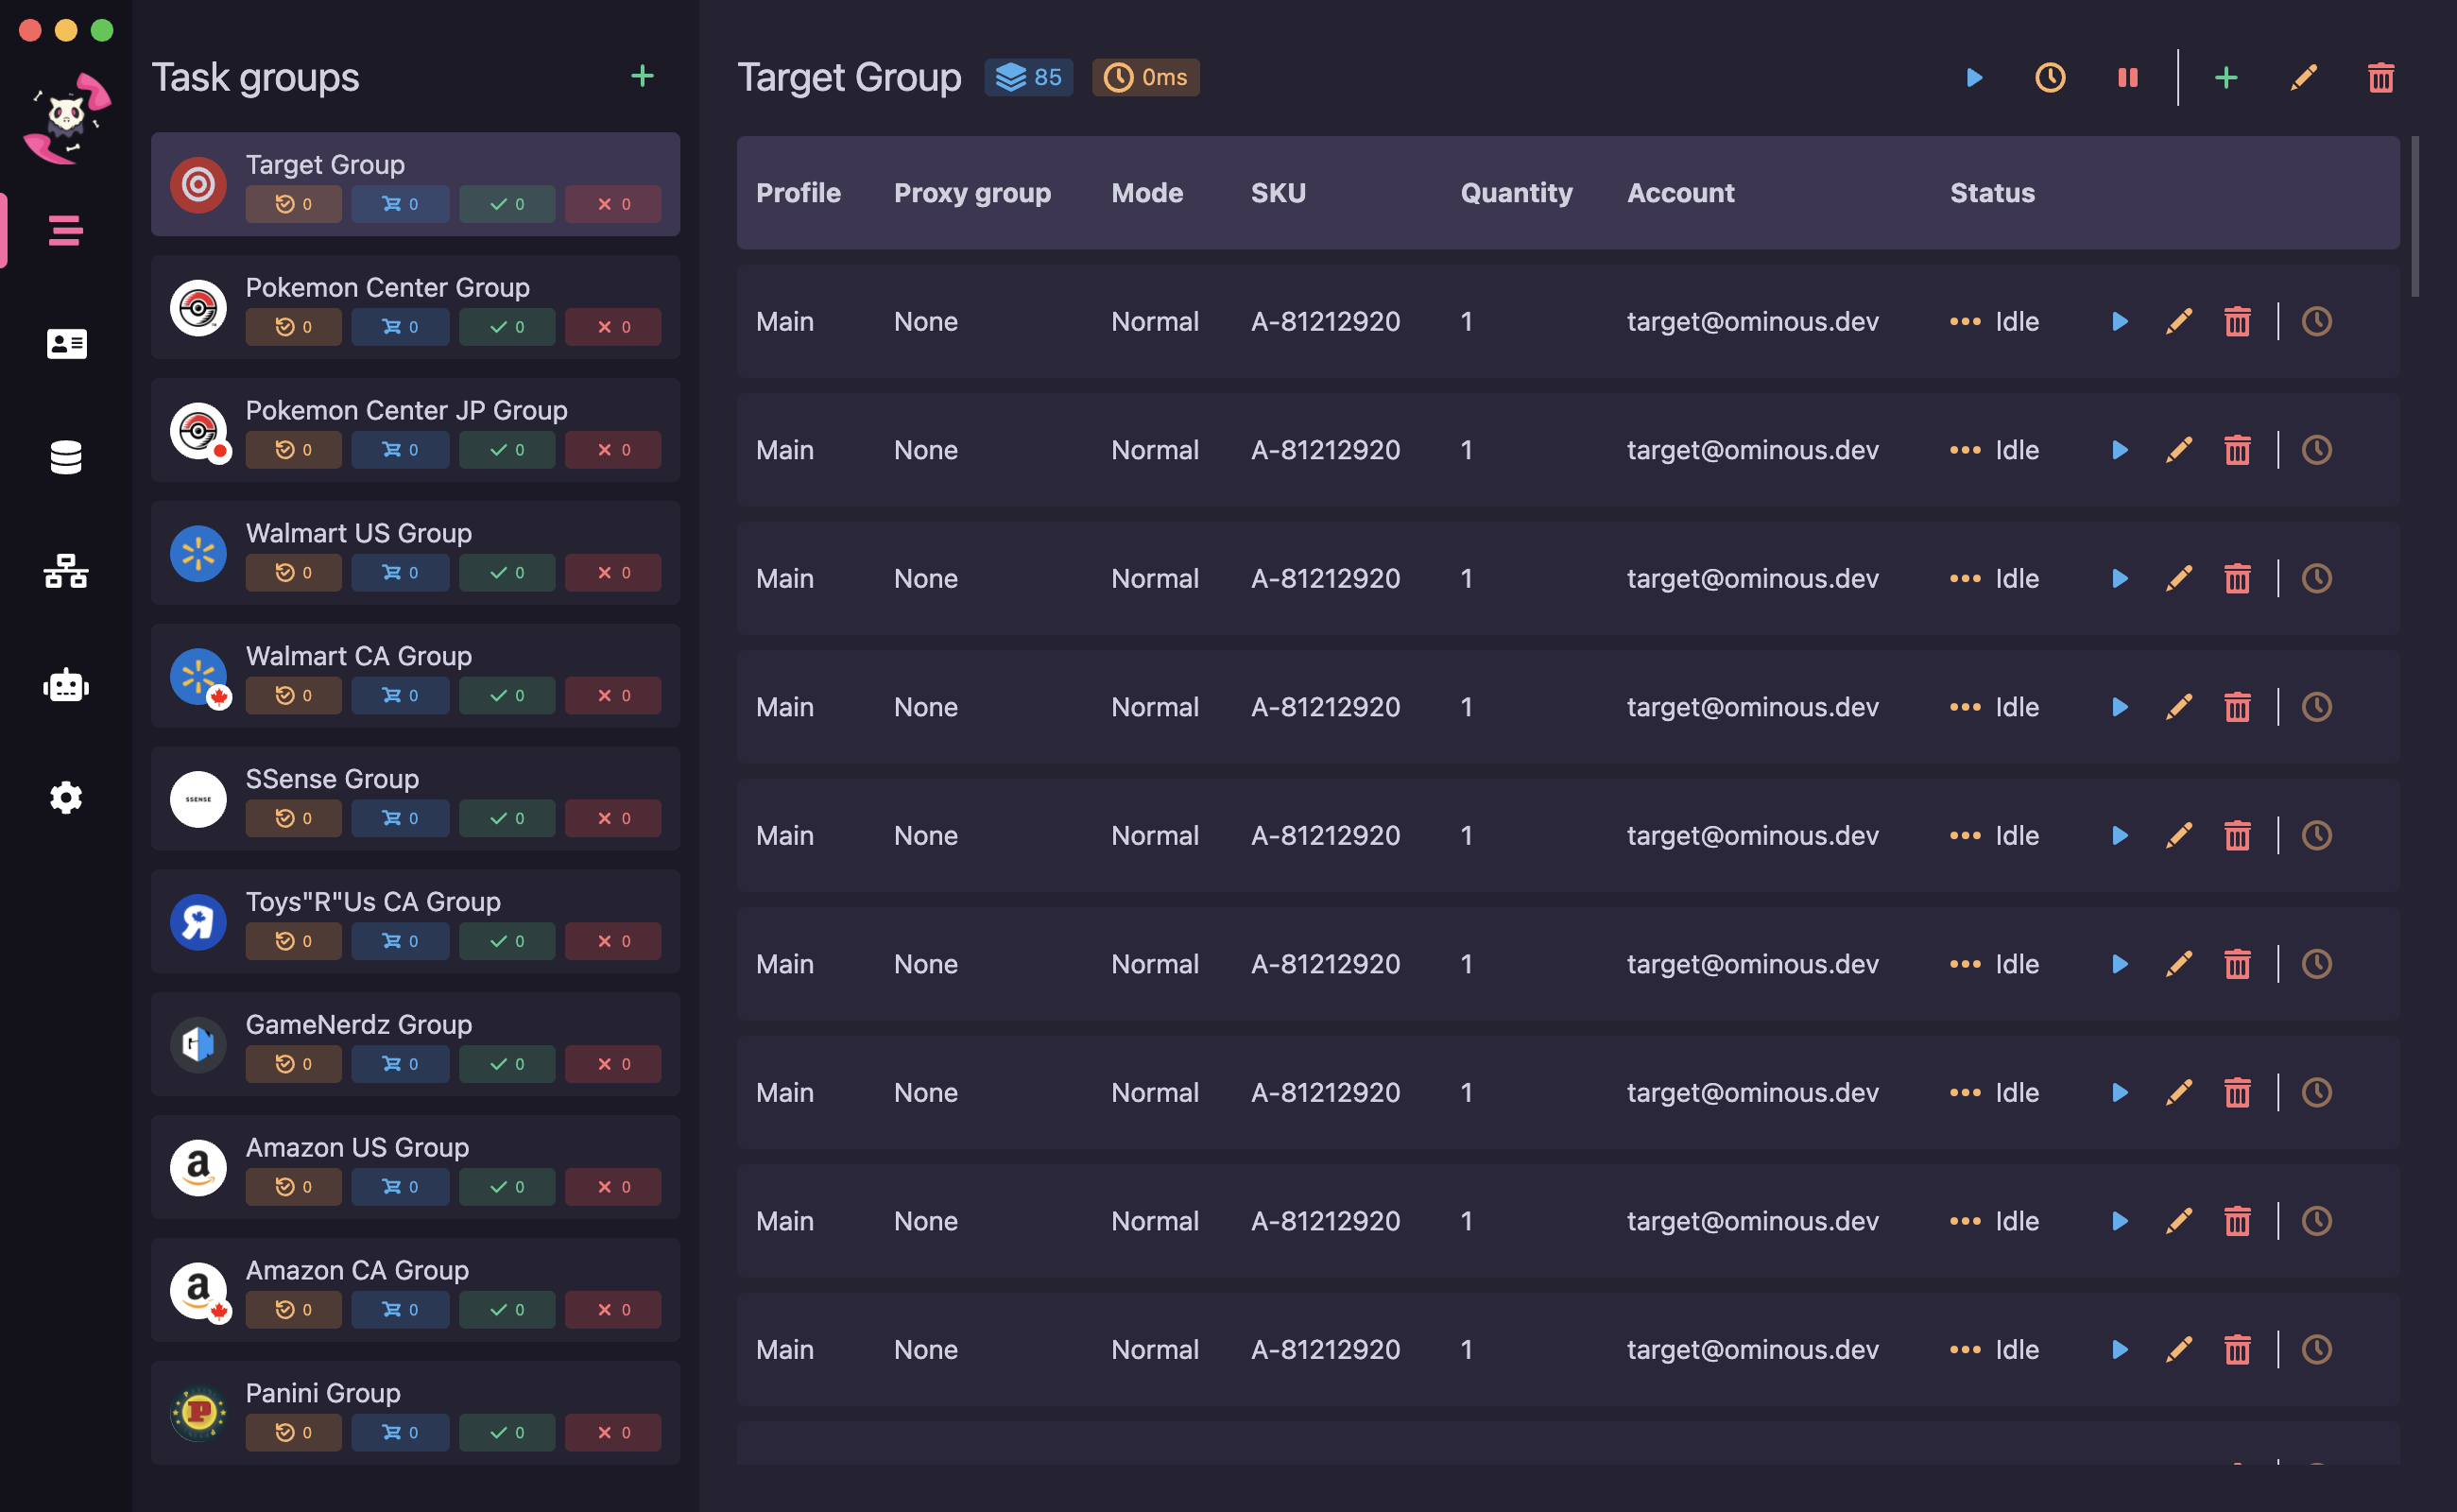 Task groups
Target Group
0 0 0 0
Pokemon Center Group
0 0 0 0
Pokemon Center JP Group
0 0 0 0
Walmart US Group
0 0 0 0
Walmart CA Group
0 0 0 0
SSENSE
SSense Group
0 0 0 0
Toys"R"Us CA Group
0 0 0 0
GameNerdz Group
0 0 0 0
a
Amazon US Group
0 0 0 0
a
Amazon CA Group
0 0 0 0
P
Panini Group
0 0 0 0
Target Group 85 0ms
Profile Proxy group Mode SKU Quantity Account Status
Main None Normal A-81212920 1 target@ominous.dev Idle
Main None Normal A-81212920 1 target@ominous.dev Idle
Main None Normal A-81212920 1 target@ominous.dev Idle
Main None Normal A-81212920 1 target@ominous.dev Idle
Main None Normal A-81212920 1 target@ominous.dev Idle
Main None Normal A-81212920 1 target@ominous.dev Idle
Main None Normal A-81212920 1 target@ominous.dev Idle
Main None Normal A-81212920 1 target@ominous.dev Idle
Main None Normal A-81212920 1 target@ominous.dev Idle